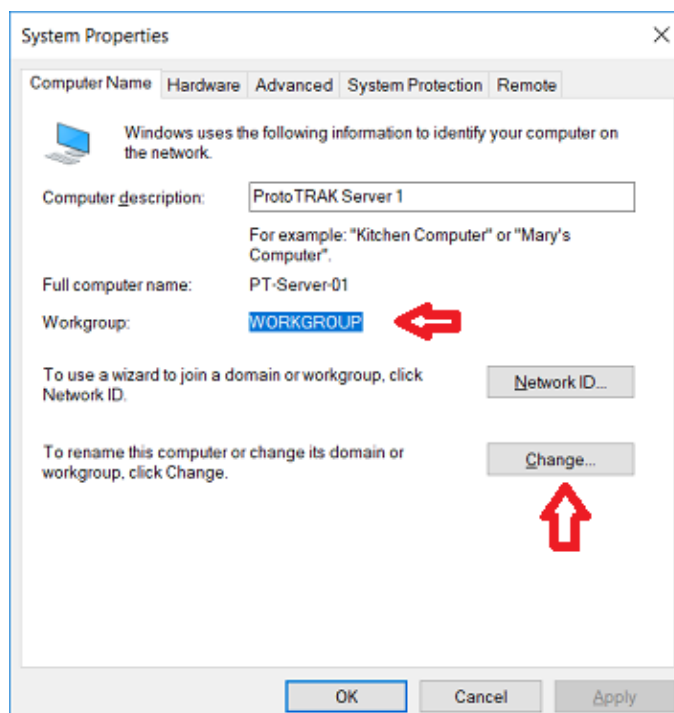 System Properties
Computer Name Hardware Advanced System Protection Remote
Windows uses the following information to identify your computer on
the network.
Computer description: ProtoTRAK Server 1
For example: "Kitchen Computer" or "Mary's
Computer".
Full computer name: PT-Server-01
Workgroup: WORKGROUP
To use a wizard to join a domain or workgroup, click
Network ID.
Network ID...
To rename this computer or change its domain or
workgroup, click Change.
Change...
OK Cancel Apply